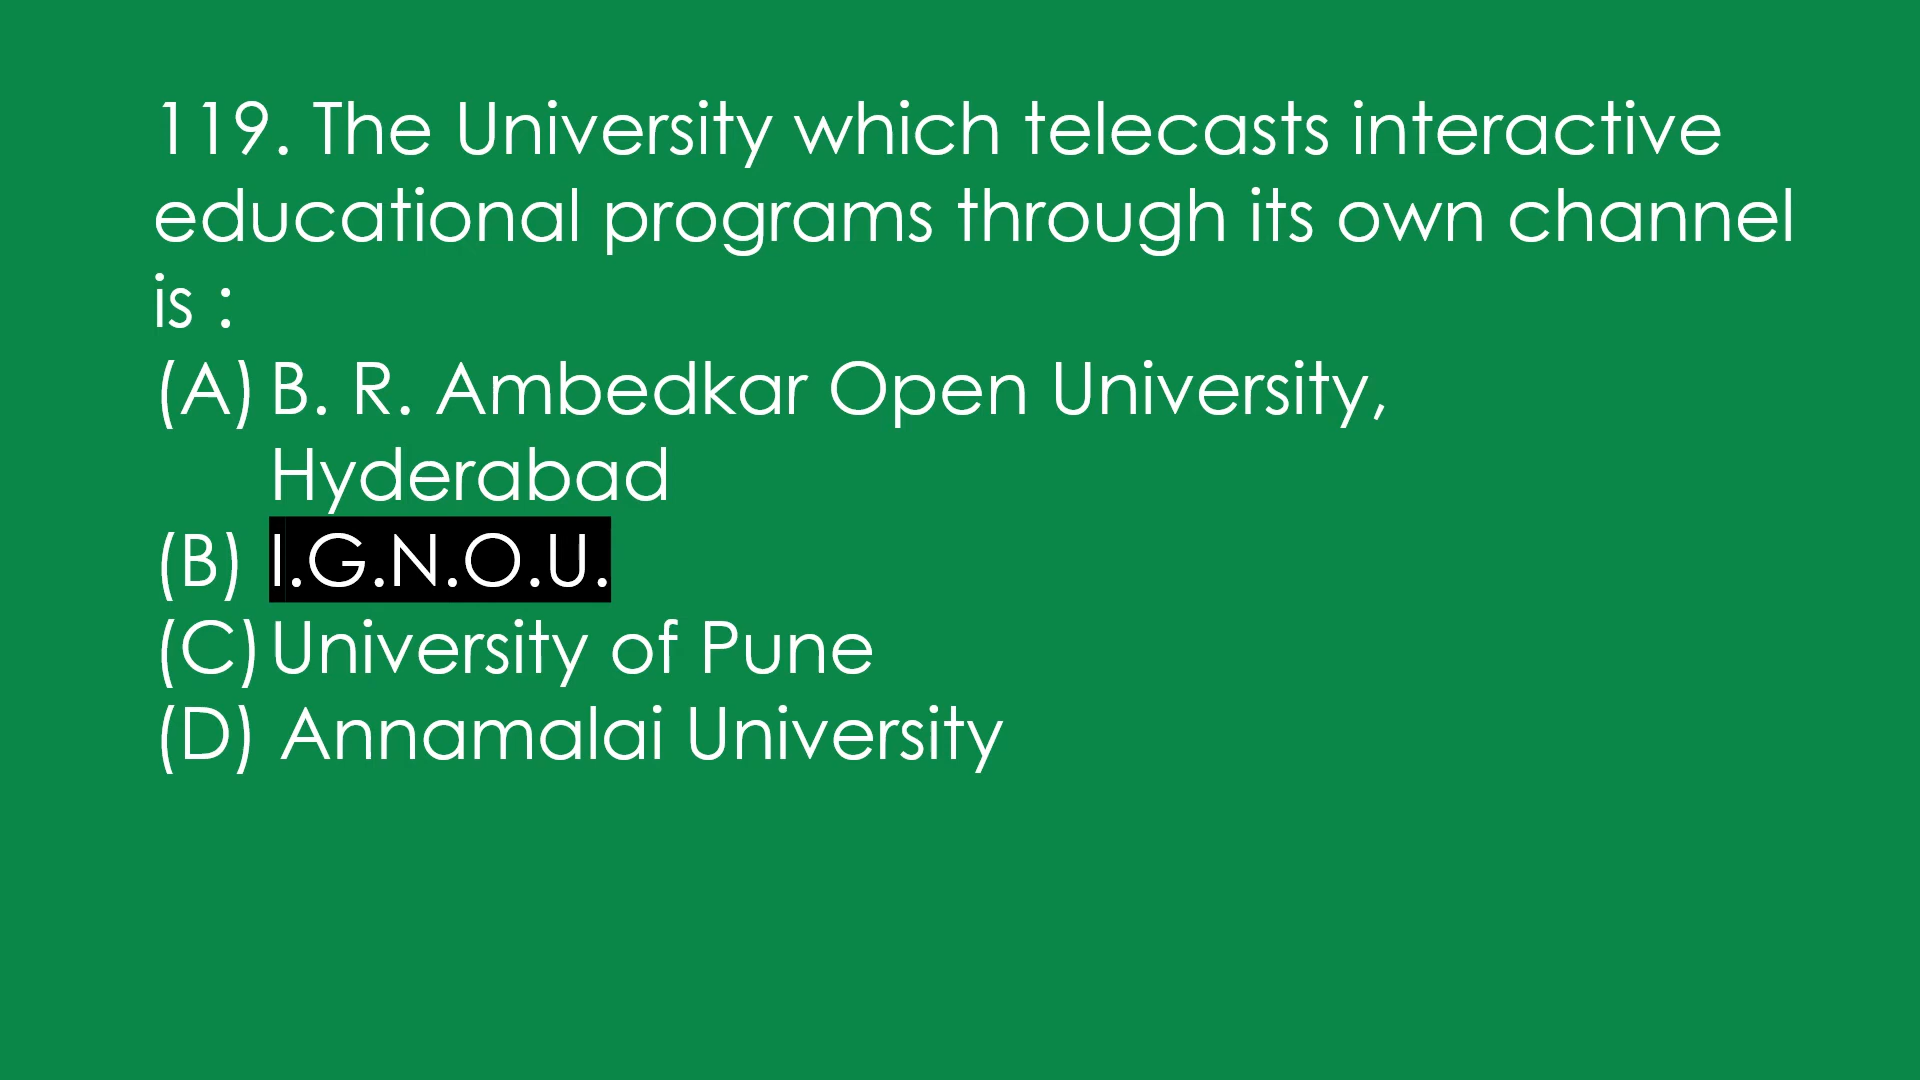 119. The University which telecasts interactive
educational programs through its own channel
is :
(A) B. R. Ambedkar Open University,
Hyderabad
(B) I.G.N.O.U.
(C) University of Pune
(D) Annamalai University